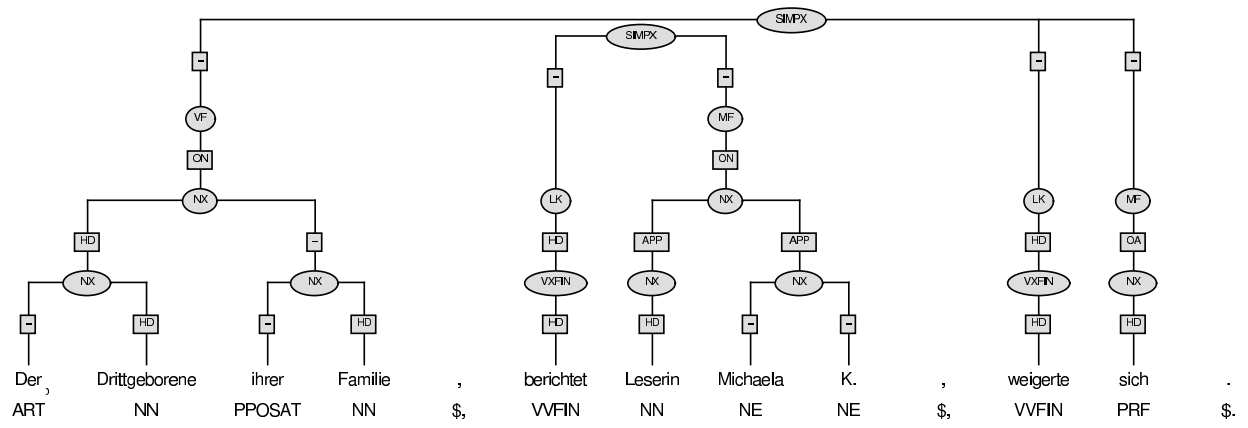 SIMPX
SIMPX
- - - - -
VF MF
ON ON
NX LK NX LK MF
HD - HD APP APP HD OA
NX NX VXFIN NX NX VXFIN NX
- HD - HD HD HD - - HD HD
Der, Drittgeborene ihrer Familie , berichtet Leserin Michaela K. , weigerte sich .
ART NN PPOSAT NN $, VVFIN NN NE NE $, VVFIN PRF $.